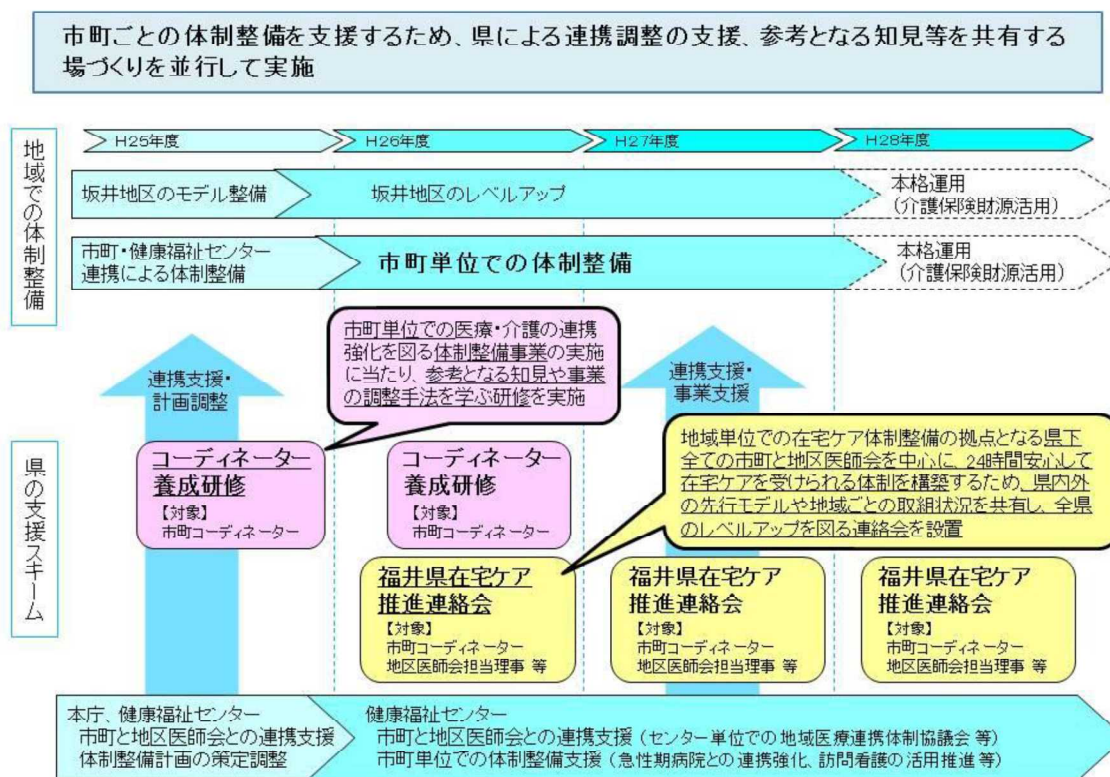 市町ごとの体制整備を支援するため、県による連携調整の支援、参考となる知見等を共有する
場づくりを並行して実施
H25年度
H26年度
H27年度
H28年度
地域での体制整備
坂井地区のモデル整備
坂井地区のレベルアップ
本格運用
(介護保険財源活用)
市町・健康福祉センター
連携による体制整備
市町単位での体制整備
本格運用
(介護保険財源活用)
連携支援・
計画調整
市町単位での医療・介護の連携
強化を図る体制整備事業の実施
に当たり、参考となる知見や事業
の調整手法を学ぶ研修を実施
連携支援・
事業支援
県の支援スキーム
コーディネーター
養成研修
【対象】
市町コーディネーター
コーディネーター
養成研修
【対象】
市町コーディネーター
地域単位での在宅ケア体制整備の拠点となる県下
全ての市町と地区医師会を中心に、24時間安心して
在宅ケアを受けられる体制を構築するため、県内外
の先行モデルや地域ごとの取組状況を共有し、全県
のレベルアップを図る連絡会を設置
福井県在宅ケア
推進連絡会
【対象】
市町コーディネーター
地区医師会担当理事 等
福井県在宅ケア
推進連絡会
【対象】
市町コーディネーター
地区医師会担当理事 等
福井県在宅ケア
推進連絡会
【対象】
市町コーディネーター
地区医師会担当理事 等
本庁、健康福祉センター
市町と地区医師会との連携支援
体制整備計画の策定調整
健康福祉センター
市町と地区医師会との連携支援(センター単位での地域医療連携体制協議会 等)
市町単位での体制整備支援(急性期病院との連携強化、訪問看護の活用推進 等)